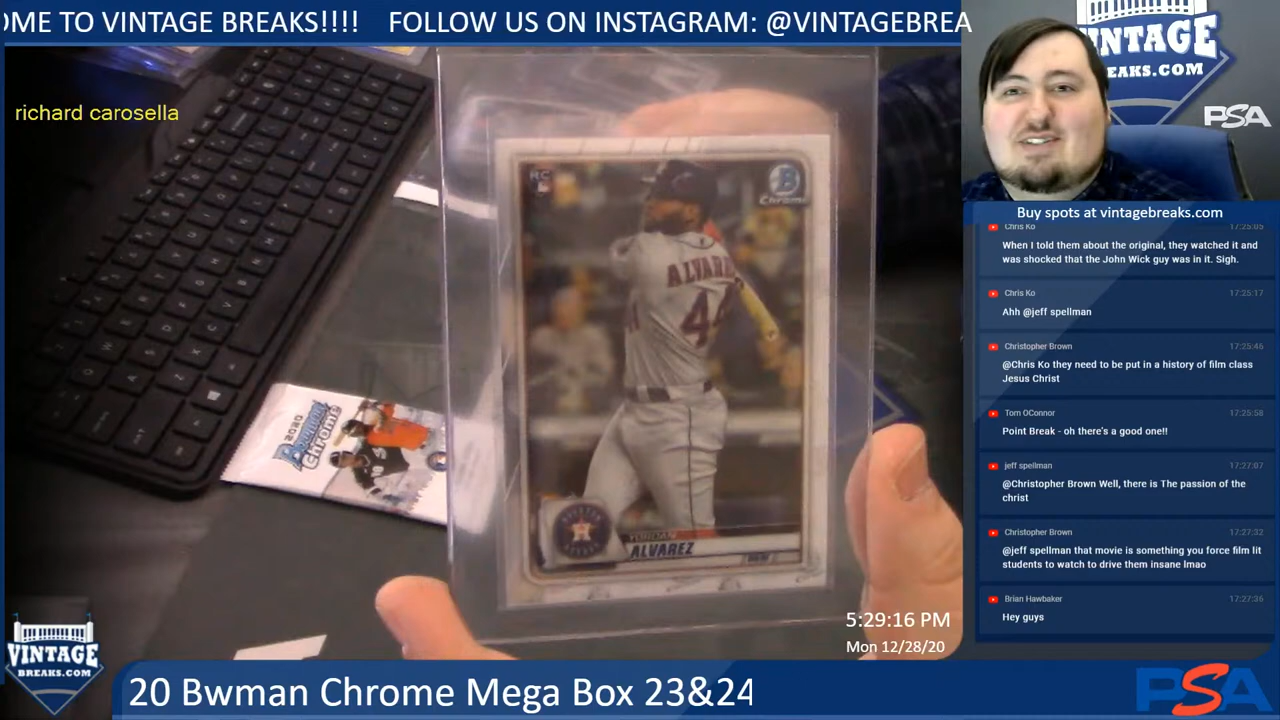 OME TO VINTAGE BREAKS!!!! FOLLOW US ON INSTAGRAM: @VINTAGEBREA
richard carosella
RC
B
Chrome
ALVAR
44
YORDAN
ALVAREZ
2020
BOWMAN
CHROME
VINTAGE
BREAKS.COM
5:29:16 PM
Mon 12/28/20
20 Bwman Chrome Mega Box 23&24
VINTAGE
EAKS.COM
PSA
Buy spots at vintagebreaks.com
Chris Ko 17:25:05
When I told them about the original, they watched it and
was shocked that the John Wick guy was in it. Sigh.
Chris Ko 17:25:17
Ahh @jeff spellman
Christopher Brown 17:25:46
@Chris Ko they need to be put in a history of film class
Jesus Christ
Tom OConnor 17:25:58
Point Break - oh there's a good one!!
jeff spellman 17:27:07
@Christopher Brown Well, there is The passion of the
christ
Christopher Brown 17:27:32
@jeff spellman that movie is something you force film lit
students to watch to drive them insane lmao
Brian Hawbaker 17:27:36
Hey guys
PSA